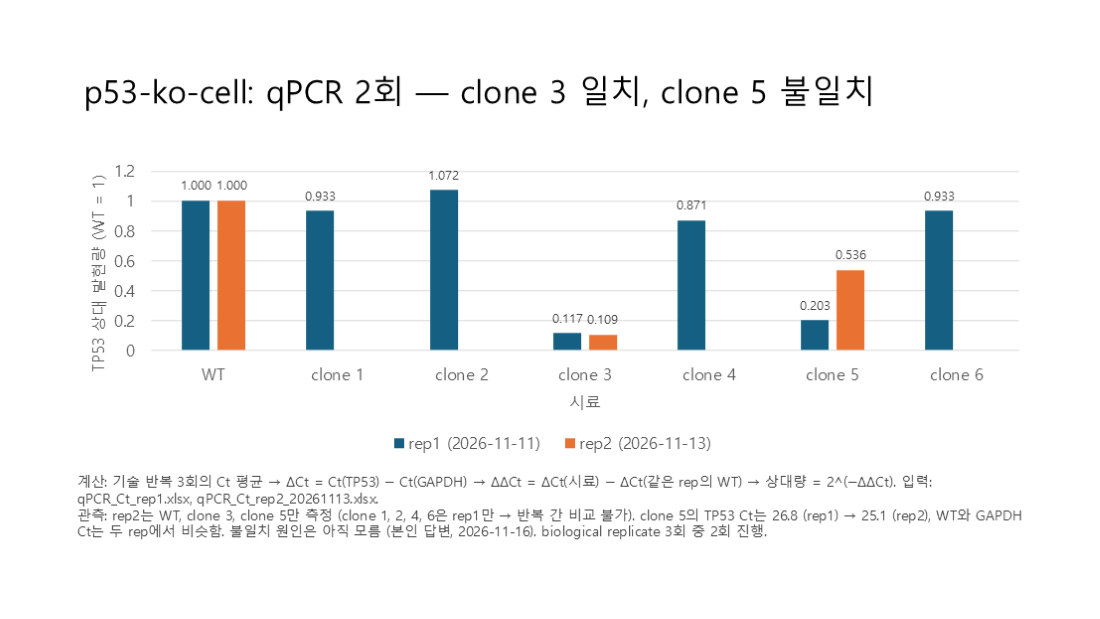 p53-ko-cell: qPCR 2회 — clone 3 일치, clone 5 불일치
TP53 상대 발현량 (WT = 1)
1.2
1
0.8
0.6
0.4
0.2
0
1.000 1.000
0.933
1.072
0.117 0.109
0.871
0.203
0.536
0.933
WT clone 1 clone 2 clone 3 clone 4 clone 5 clone 6
시료
rep1 (2026-11-11) rep2 (2026-11-13)
계산: 기술 반복 3회의 Ct 평균 → ΔCt = Ct(TP53) − Ct(GAPDH) → ΔΔCt = ΔCt(시료) − ΔCt(같은 rep의 WT) → 상대량 = 2^(−ΔΔCt). 입력:
qPCR_Ct_rep1.xlsx, qPCR_Ct_rep2_20261113.xlsx.
관측: rep2는 WT, clone 3, clone 5만 측정 (clone 1, 2, 4, 6은 rep1만 → 반복 간 비교 불가). clone 5의 TP53 Ct는 26.8 (rep1) → 25.1 (rep2), WT와 GAPDH
Ct는 두 rep에서 비슷함. 불일치 원인은 아직 모름 (본인 답변, 2026-11-16). biological replicate 3회 중 2회 진행.